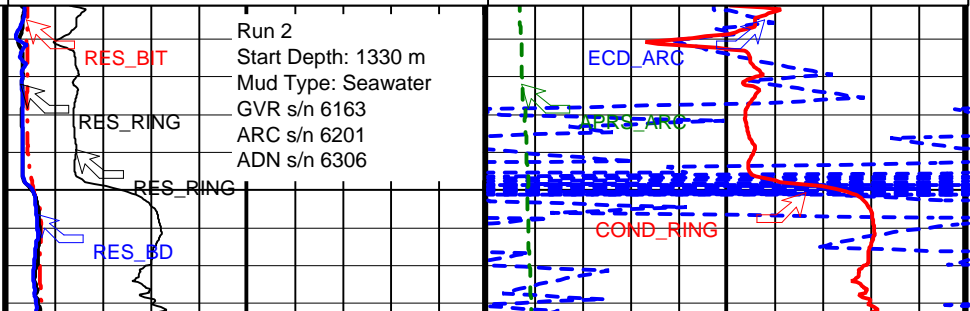 Run 2
Start Depth: 1330 m
Mud Type: Seawater
GVR s/n 6163
ARC s/n 6201
ADN s/n 6306
RES_BIT
RES_RING
RES_RING
RES_BD
ECD_ARC
APRS_ARC
COND_RING